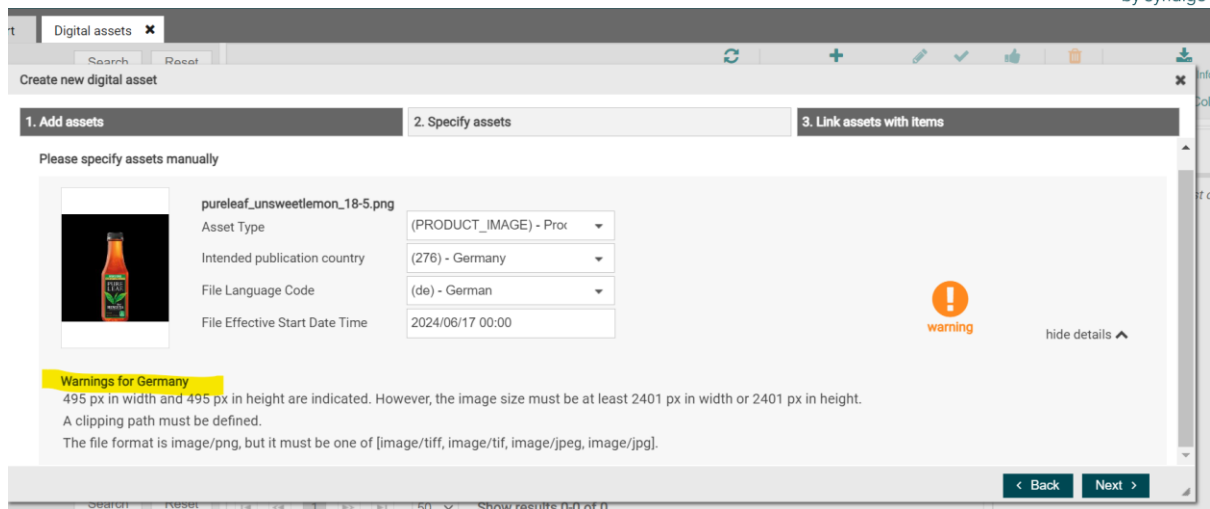 by syndigo
rt Digital assets ✖
Search Reset
Create new digital asset
1. Add assets 2. Specify assets 3. Link assets with items
Please specify assets manually
pureleaf_unsweetlemon_18-5.png
Asset Type (PRODUCT_IMAGE) - Proc
Intended publication country (276) - Germany
File Language Code (de) - German
File Effective Start Date Time 2024/06/17 00:00
PURE
LEAF
warning
hide details
Warnings for Germany
495 px in width and 495 px in height are indicated. However, the image size must be at least 2401 px in width or 2401 px in height.
A clipping path must be defined.
The file format is image/png, but it must be one of [image/tiff, image/tif, image/jpeg, image/jpg].
< Back Next >
Search Reset 1 50 Show results 0-0 of 0